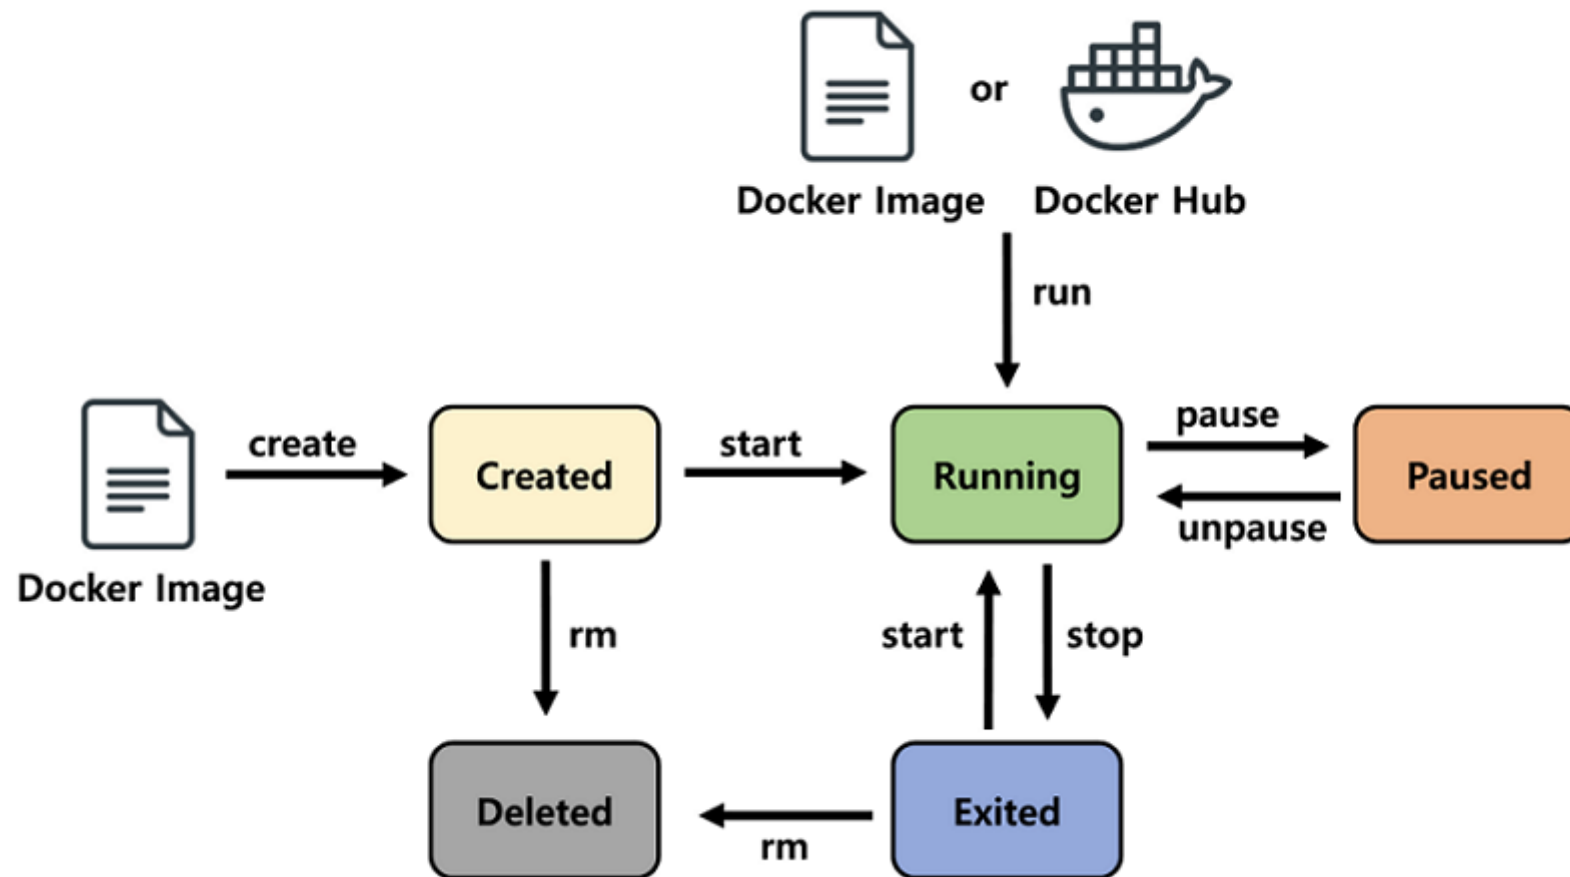 or
Docker Image
Docker Hub
run
create
Created
start
Running
pause
unpause
Paused
Docker Image
rm
start
stop
Deleted
rm
Exited